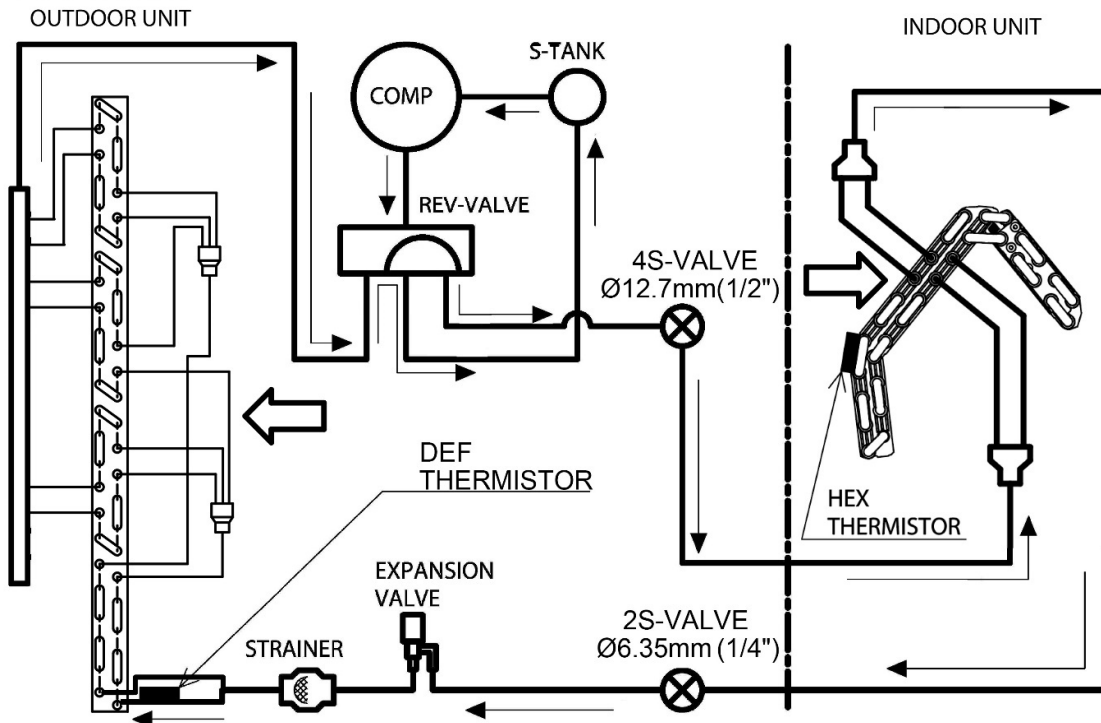 OUTDOOR UNIT
INDOOR UNIT
S-TANK
COMP
REV-VALVE
4S-VALVE
Ø12.7mm(1/2")
DEF
THERMISTOR
HEX
THERMISTOR
EXPANSION
VALVE
2S-VALVE
Ø6.35mm (1/4")
STRAINER